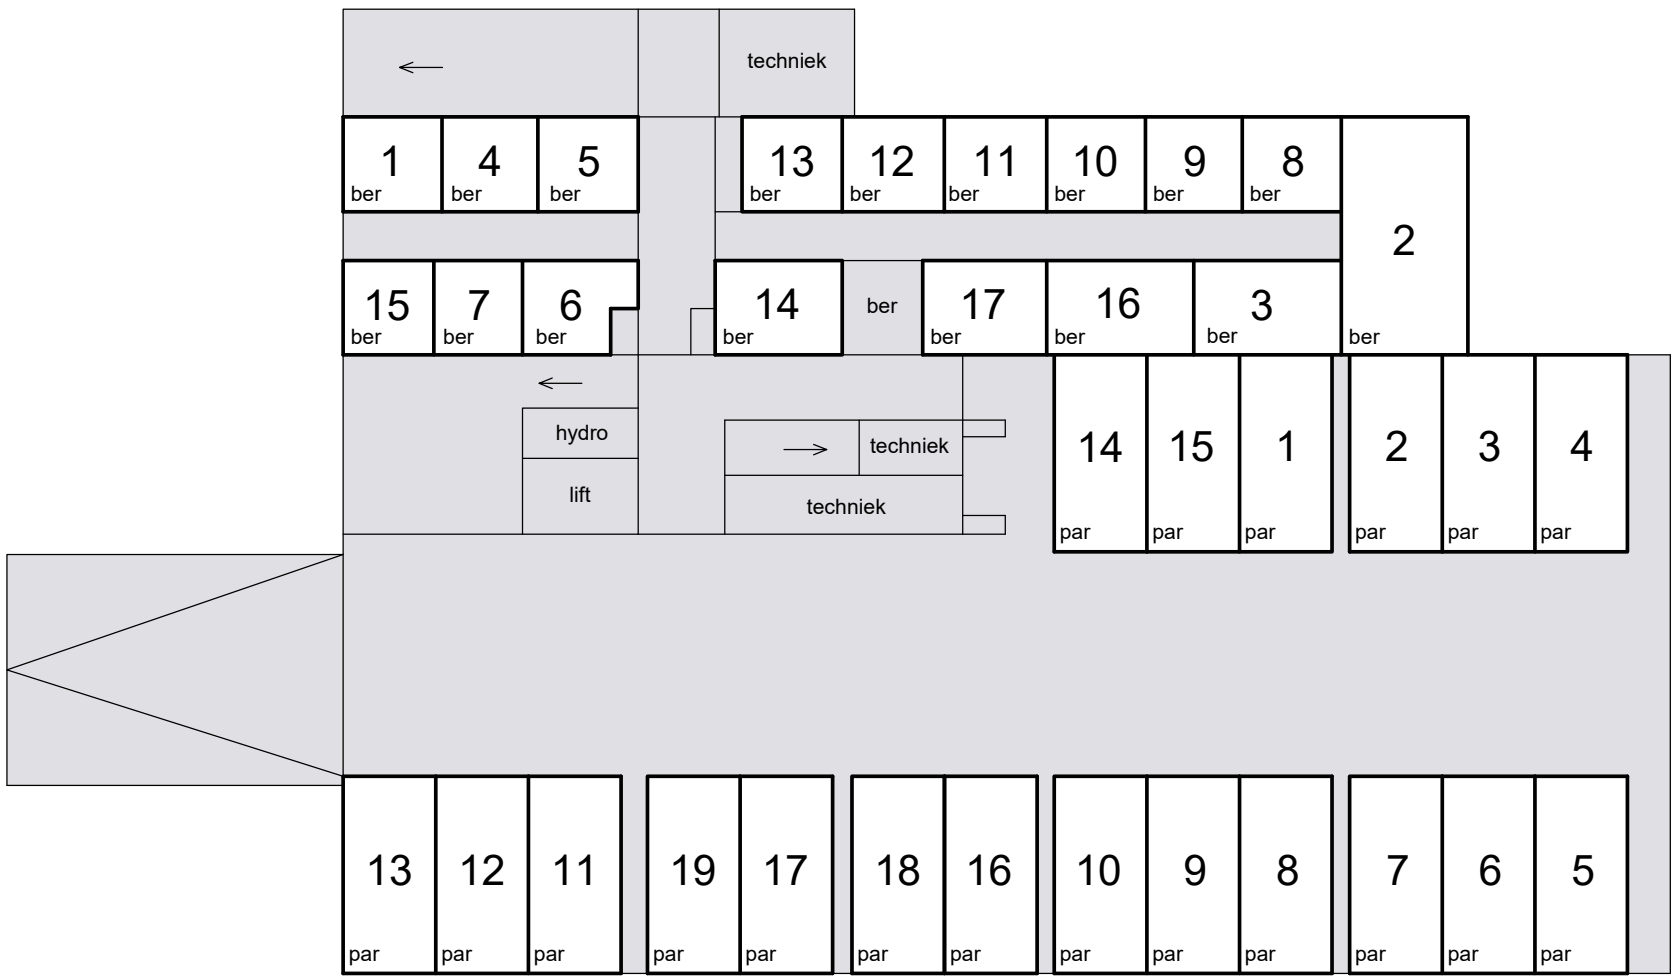 techniek
1 4 5 13 12 11 10 9 8
ber ber ber ber ber ber ber ber ber
2
ber
15 7 6 14 ber 17 16 3
ber ber ber ber ber ber ber
hydro
lift
techniek
techniek
14 15 1 2 3 4
par par par par par par
13 12 11 19 17 18 16 10 9 8 7 6 5
par par par par par par par par par par par par par